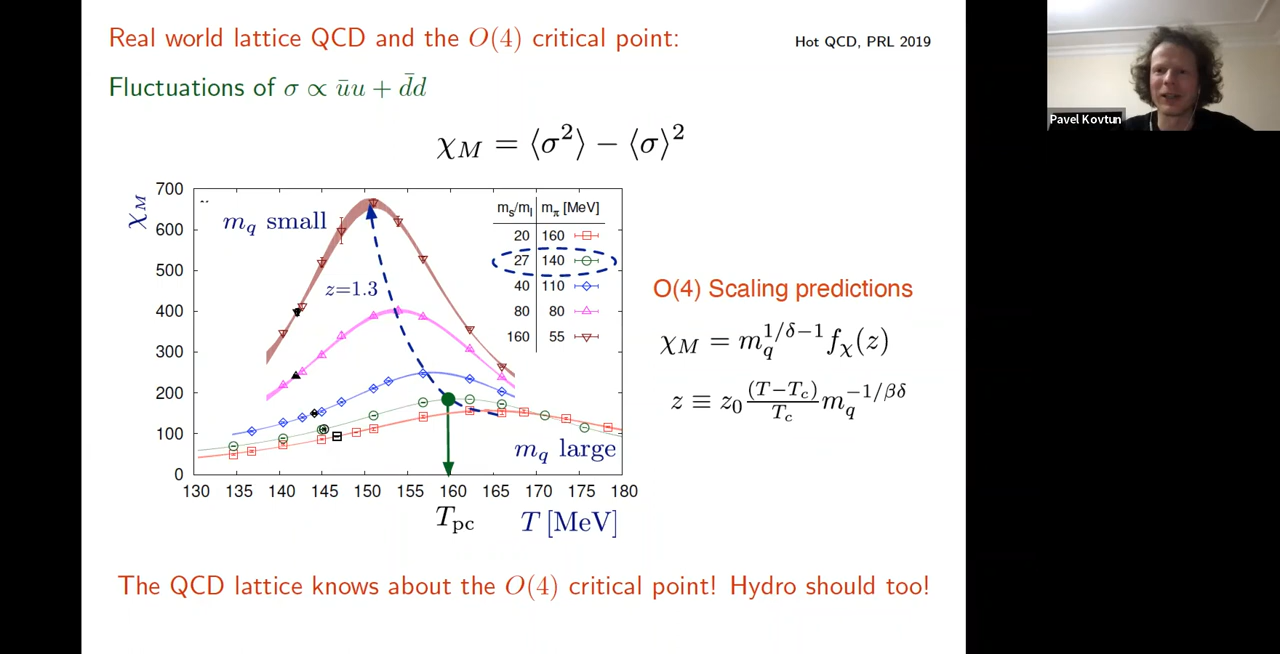 Real world lattice QCD and the O(4) critical point:
Hot QCD, PRL 2019
Fluctuations of σ ∝ ūu + d̄d
χ_M = ⟨σ²⟩ − ⟨σ⟩²
χ_M
700
600
500
400
300
200
100
0
m_q small
z=1.3
m_s/m_l m_π [MeV]
20 160
27 140
40 110
80 80
160 55
m_q large
130 135 140 145 150 155 160 165 170 175 180
T_pc
T [MeV]
O(4) Scaling predictions
χ_M = m_q^{1/δ−1} f_χ(z)
z ≡ z_0 (T−T_c)/T_c m_q^{−1/βδ}
The QCD lattice knows about the O(4) critical point! Hydro should too!
Pavel Kovtun